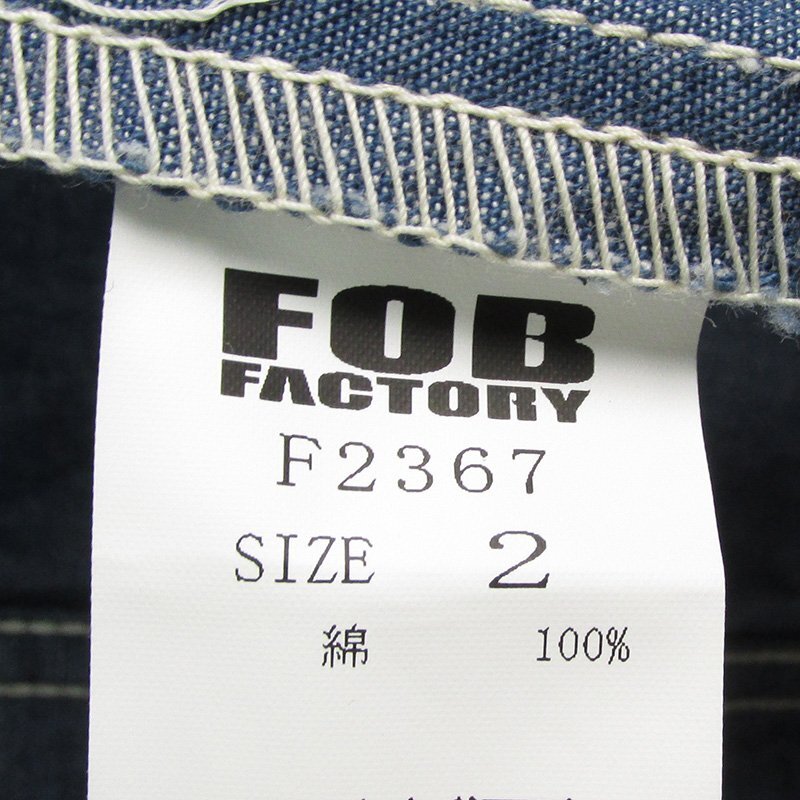 FOB
FACTORY
F2367
SIZE 2
綿 100%